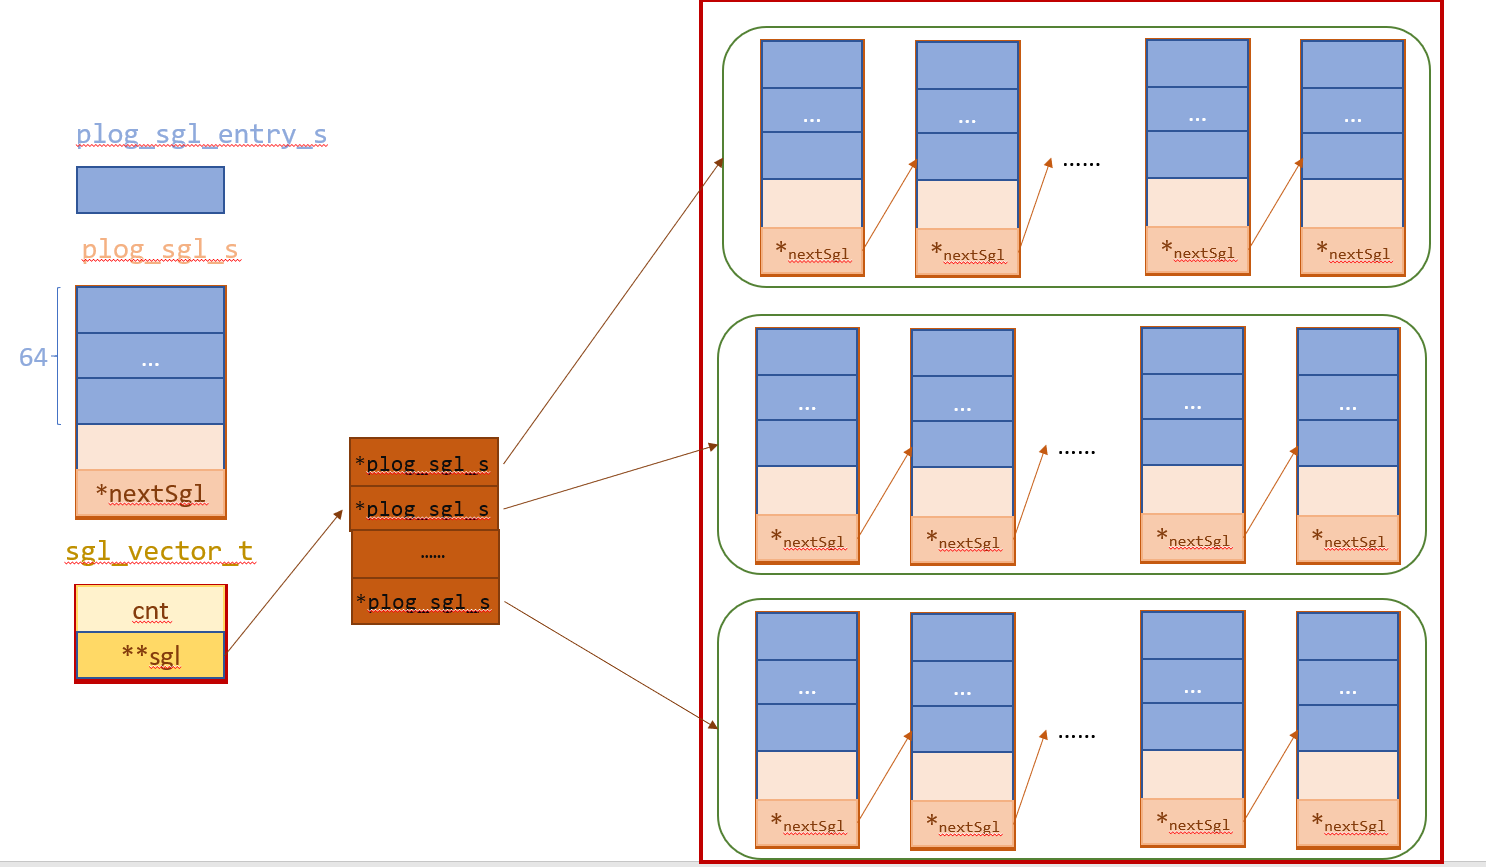 plog_sgl_entry_s
plog_sgl_s
64
...
*nextSgl
sgl_vector_t
cnt
**sgl
*plog_sgl_s
*plog_sgl_s
......
*plog_sgl_s
... ... ...... ... ...
*nextSgl *nextSgl *nextSgl *nextSgl
... ... ...... ... ...
*nextSgl *nextSgl *nextSgl *nextSgl
... ... ...... ... ...
*nextSgl *nextSgl *nextSgl *nextSgl